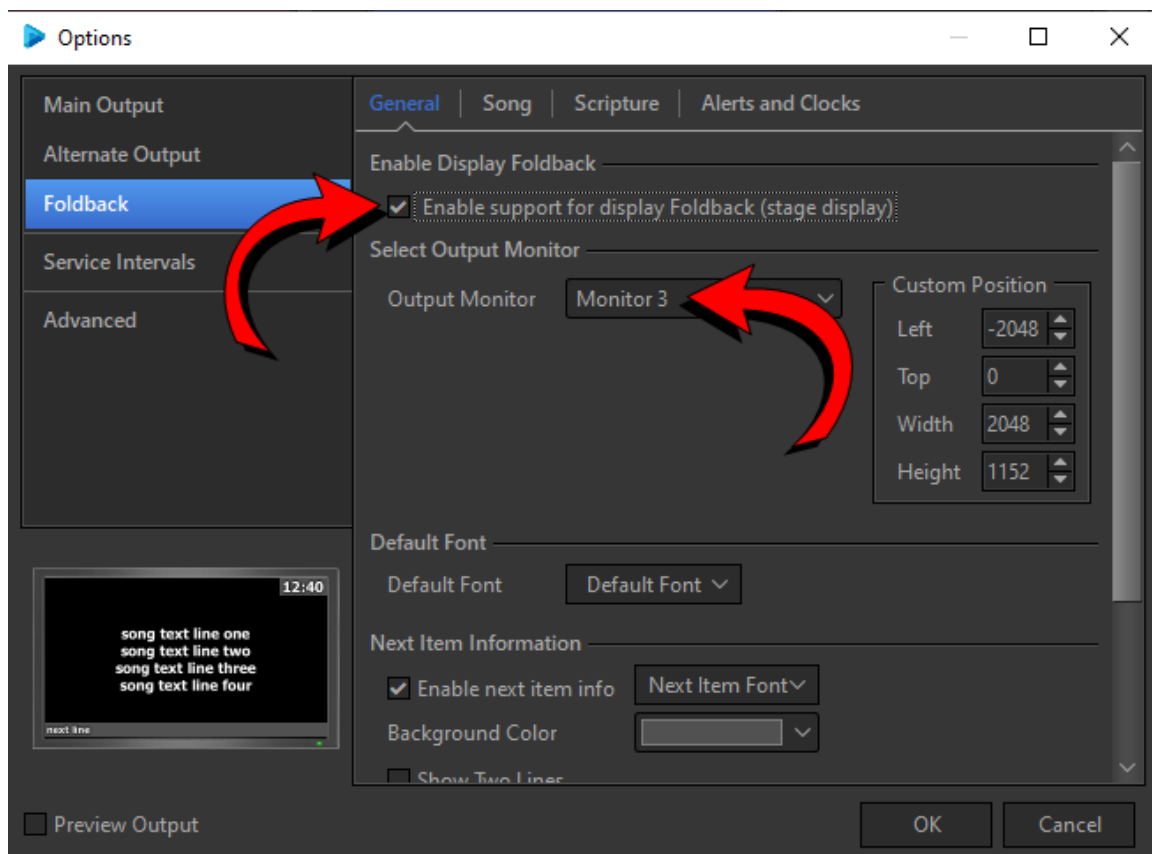 Options
Main Output
Alternate Output
Foldback
Service Intervals
Advanced
General
Song
Scripture
Alerts and Clocks
Enable Display Foldback
Enable support for display Foldback (stage display)
Select Output Monitor
Output Monitor
Monitor 3
Custom Position
Left -2048
Top 0
Width 2048
Height 1152
Default Font
Default Font
Default Font
Next Item Information
Enable next item info
Next Item Font
Background Color
Show Two Lines
12:40
song text line one
song text line two
song text line three
song text line four
next line
Preview Output
OK
Cancel